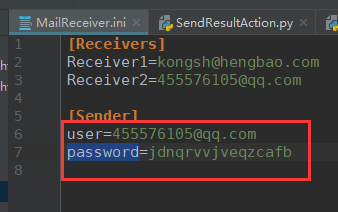 MailReceiver.ini × SendResultAction.py
1 [Receivers]
2 Receiver1=kongsh@hengbao.com
3 Receiver2=455576105@qq.com
4
5 [Sender]
6 user=455576105@qq.com
7 password=jdnqrvvjveqzcafb
8